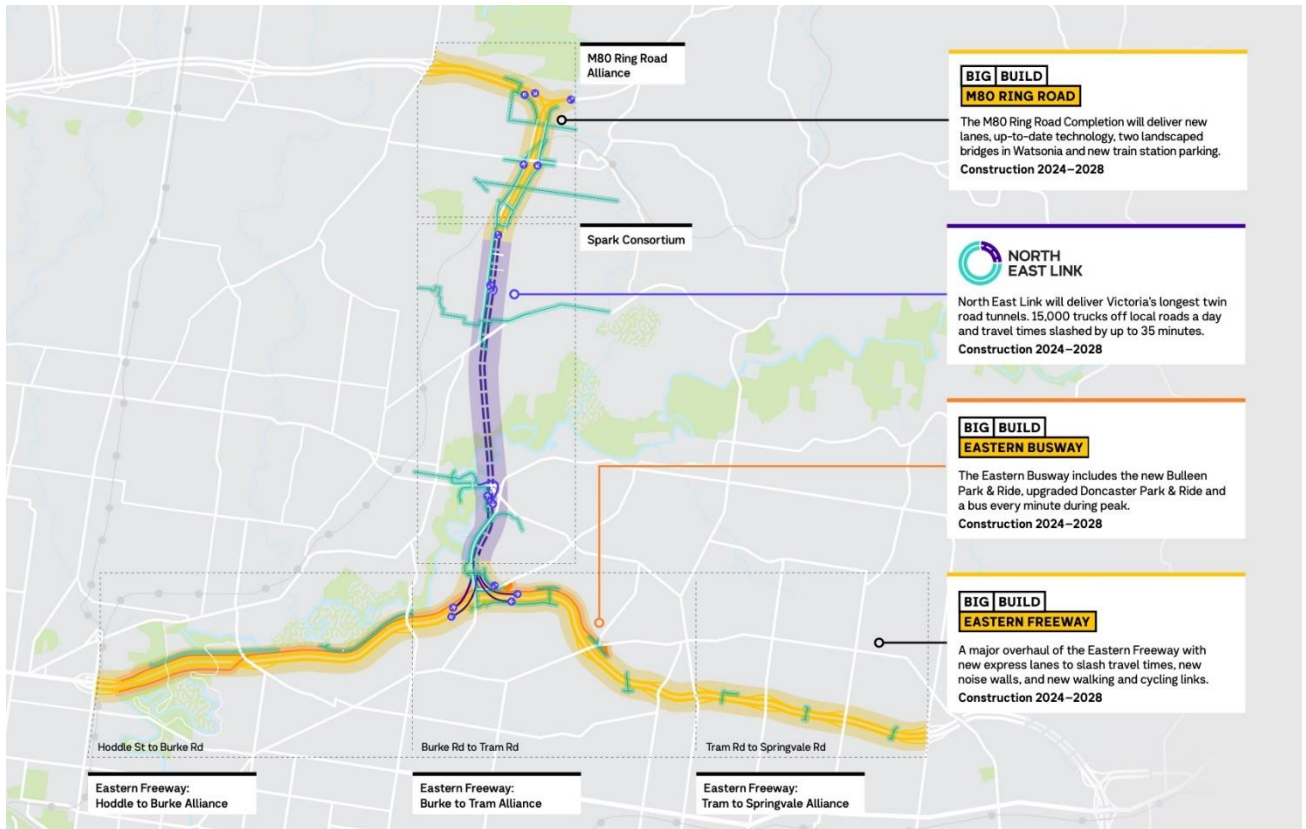 M80 Ring Road
Alliance
BIG BUILD
M80 RING ROAD
The M80 Ring Road Completion will deliver new
lanes, up-to-date technology, two landscaped
bridges in Watsonia and new train station parking.
Construction 2024–2028
Spark Consortium
NORTH
EAST LINK
North East Link will deliver Victoria's longest twin
road tunnels. 15,000 trucks off local roads a day
and travel times slashed by up to 35 minutes.
Construction 2024–2028
BIG BUILD
EASTERN BUSWAY
The Eastern Busway includes the new Bulleen
Park & Ride, upgraded Doncaster Park & Ride and
a bus every minute during peak.
Construction 2024–2028
BIG BUILD
EASTERN FREEWAY
A major overhaul of the Eastern Freeway with
new express lanes to slash travel times, new
noise walls, and new walking and cycling links.
Construction 2024–2028
Hoddle St to Burke Rd
Burke Rd to Tram Rd
Tram Rd to Springvale Rd
Eastern Freeway:
Hoddle to Burke Alliance
Eastern Freeway:
Burke to Tram Alliance
Eastern Freeway:
Tram to Springvale Alliance